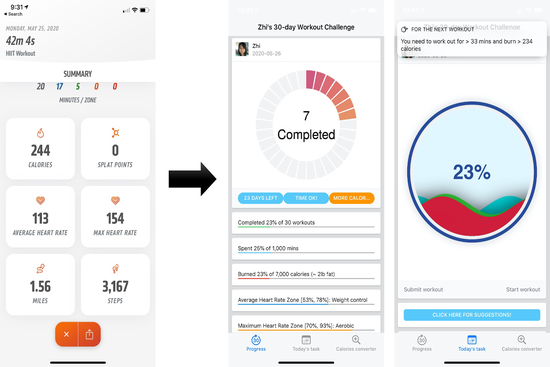 9:31
Search
MONDAY, MAY 25, 2020
42m 4s
HIIT Workout
SUMMARY
20 17 5 0 0
MINUTES / ZONE
244
CALORIES
0
SPLAT POINTS
113
AVERAGE HEART RATE
154
MAX HEART RATE
1.56
MILES
3,167
STEPS
Zhi's 30-day Workout Challenge
Zhi
2020-05-26
7
Completed
23 DAYS LEFT
TIME OK!
MORE CALOR...
Completed 23% of 30 workouts
Spent 25% of 1,000 mins
Burned 23% of 7,000 calories (~ 2lb fat)
Average Heart Rate Zone [53%, 78%]: Weight control
Maximum Heart Rate Zone [70%, 93%]: Aerobic
30
Progress
Today's task
Calories converter
FOR THE NEXT WORKOUT
You need to work out for > 33 mins and burn > 234
calories
23%
Submit workout
Start workout
CLICK HERE FOR SUGGESTIONS!
30
Progress
Today's task
Calories converter